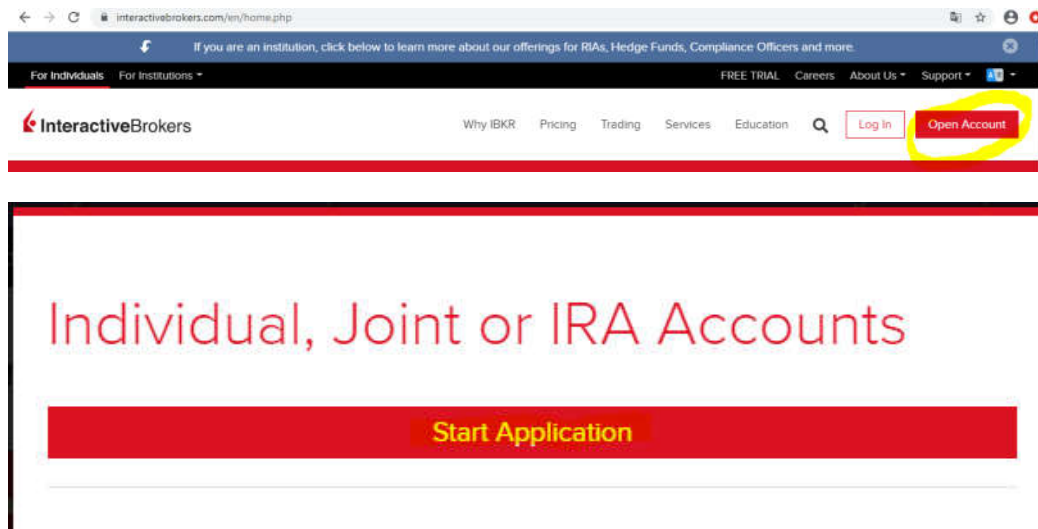 interactivebrokers.com/en/home.php
If you are an institution, click below to learn more about our offerings for RIAs, Hedge Funds, Compliance Officers and more.
For Individuals For Institutions FREE TRIAL Careers About Us Support
InteractiveBrokers Why IBKR Pricing Trading Services Education Log In Open Account
Individual, Joint or IRA Accounts
Start Application